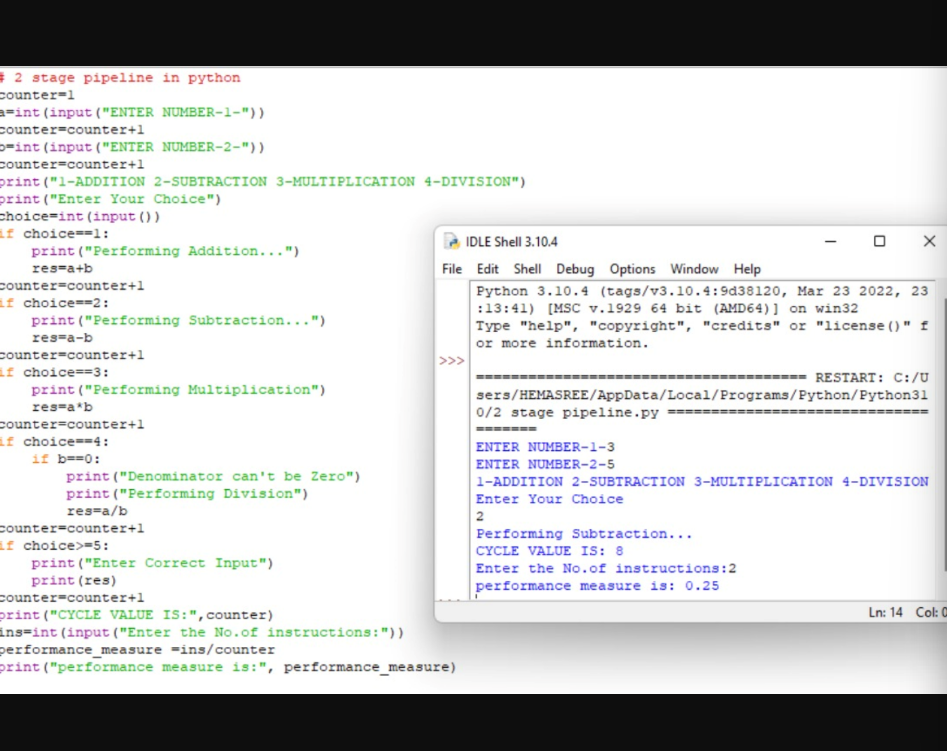 # 2 stage pipeline in python
counter=1
a=int(input("ENTER NUMBER-1-"))
counter=counter+1
b=int(input("ENTER NUMBER-2-"))
counter=counter+1
print("1-ADDITION 2-SUBTRACTION 3-MULTIPLICATION 4-DIVISION")
print("Enter Your Choice")
choice=int(input())
if choice==1:
    print("Performing Addition...")
    res=a+b
counter=counter+1
if choice==2:
    print("Performing Subtraction...")
    res=a-b
counter=counter+1
if choice==3:
    print("Performing Multiplication")
    res=a*b
counter=counter+1
if choice==4:
    if b==0:
        print("Denominator can't be Zero")
        print("Performing Division")
        res=a/b
counter=counter+1
if choice>=5:
    print("Enter Correct Input")
    print(res)
counter=counter+1
print("CYCLE VALUE IS:",counter)
ins=int(input("Enter the No.of instructions:"))
performance_measure =ins/counter
print("performance measure is:", performance_measure)
IDLE Shell 3.10.4
File Edit Shell Debug Options Window Help
Python 3.10.4 (tags/v3.10.4:9d38120, Mar 23 2022, 23
:13:41) [MSC v.1929 64 bit (AMD64)] on win32
Type "help", "copyright", "credits" or "license()" f
or more information.
>>>
====================================== RESTART: C:/U
sers/HEMASREE/AppData/Local/Programs/Python/Python31
0/2 stage pipeline.py ==============================
=======
ENTER NUMBER-1-3
ENTER NUMBER-2-5
1-ADDITION 2-SUBTRACTION 3-MULTIPLICATION 4-DIVISION
Enter Your Choice
2
Performing Subtraction...
CYCLE VALUE IS: 8
Enter the No.of instructions:2
performance measure is: 0.25
Ln: 14 Col: 0